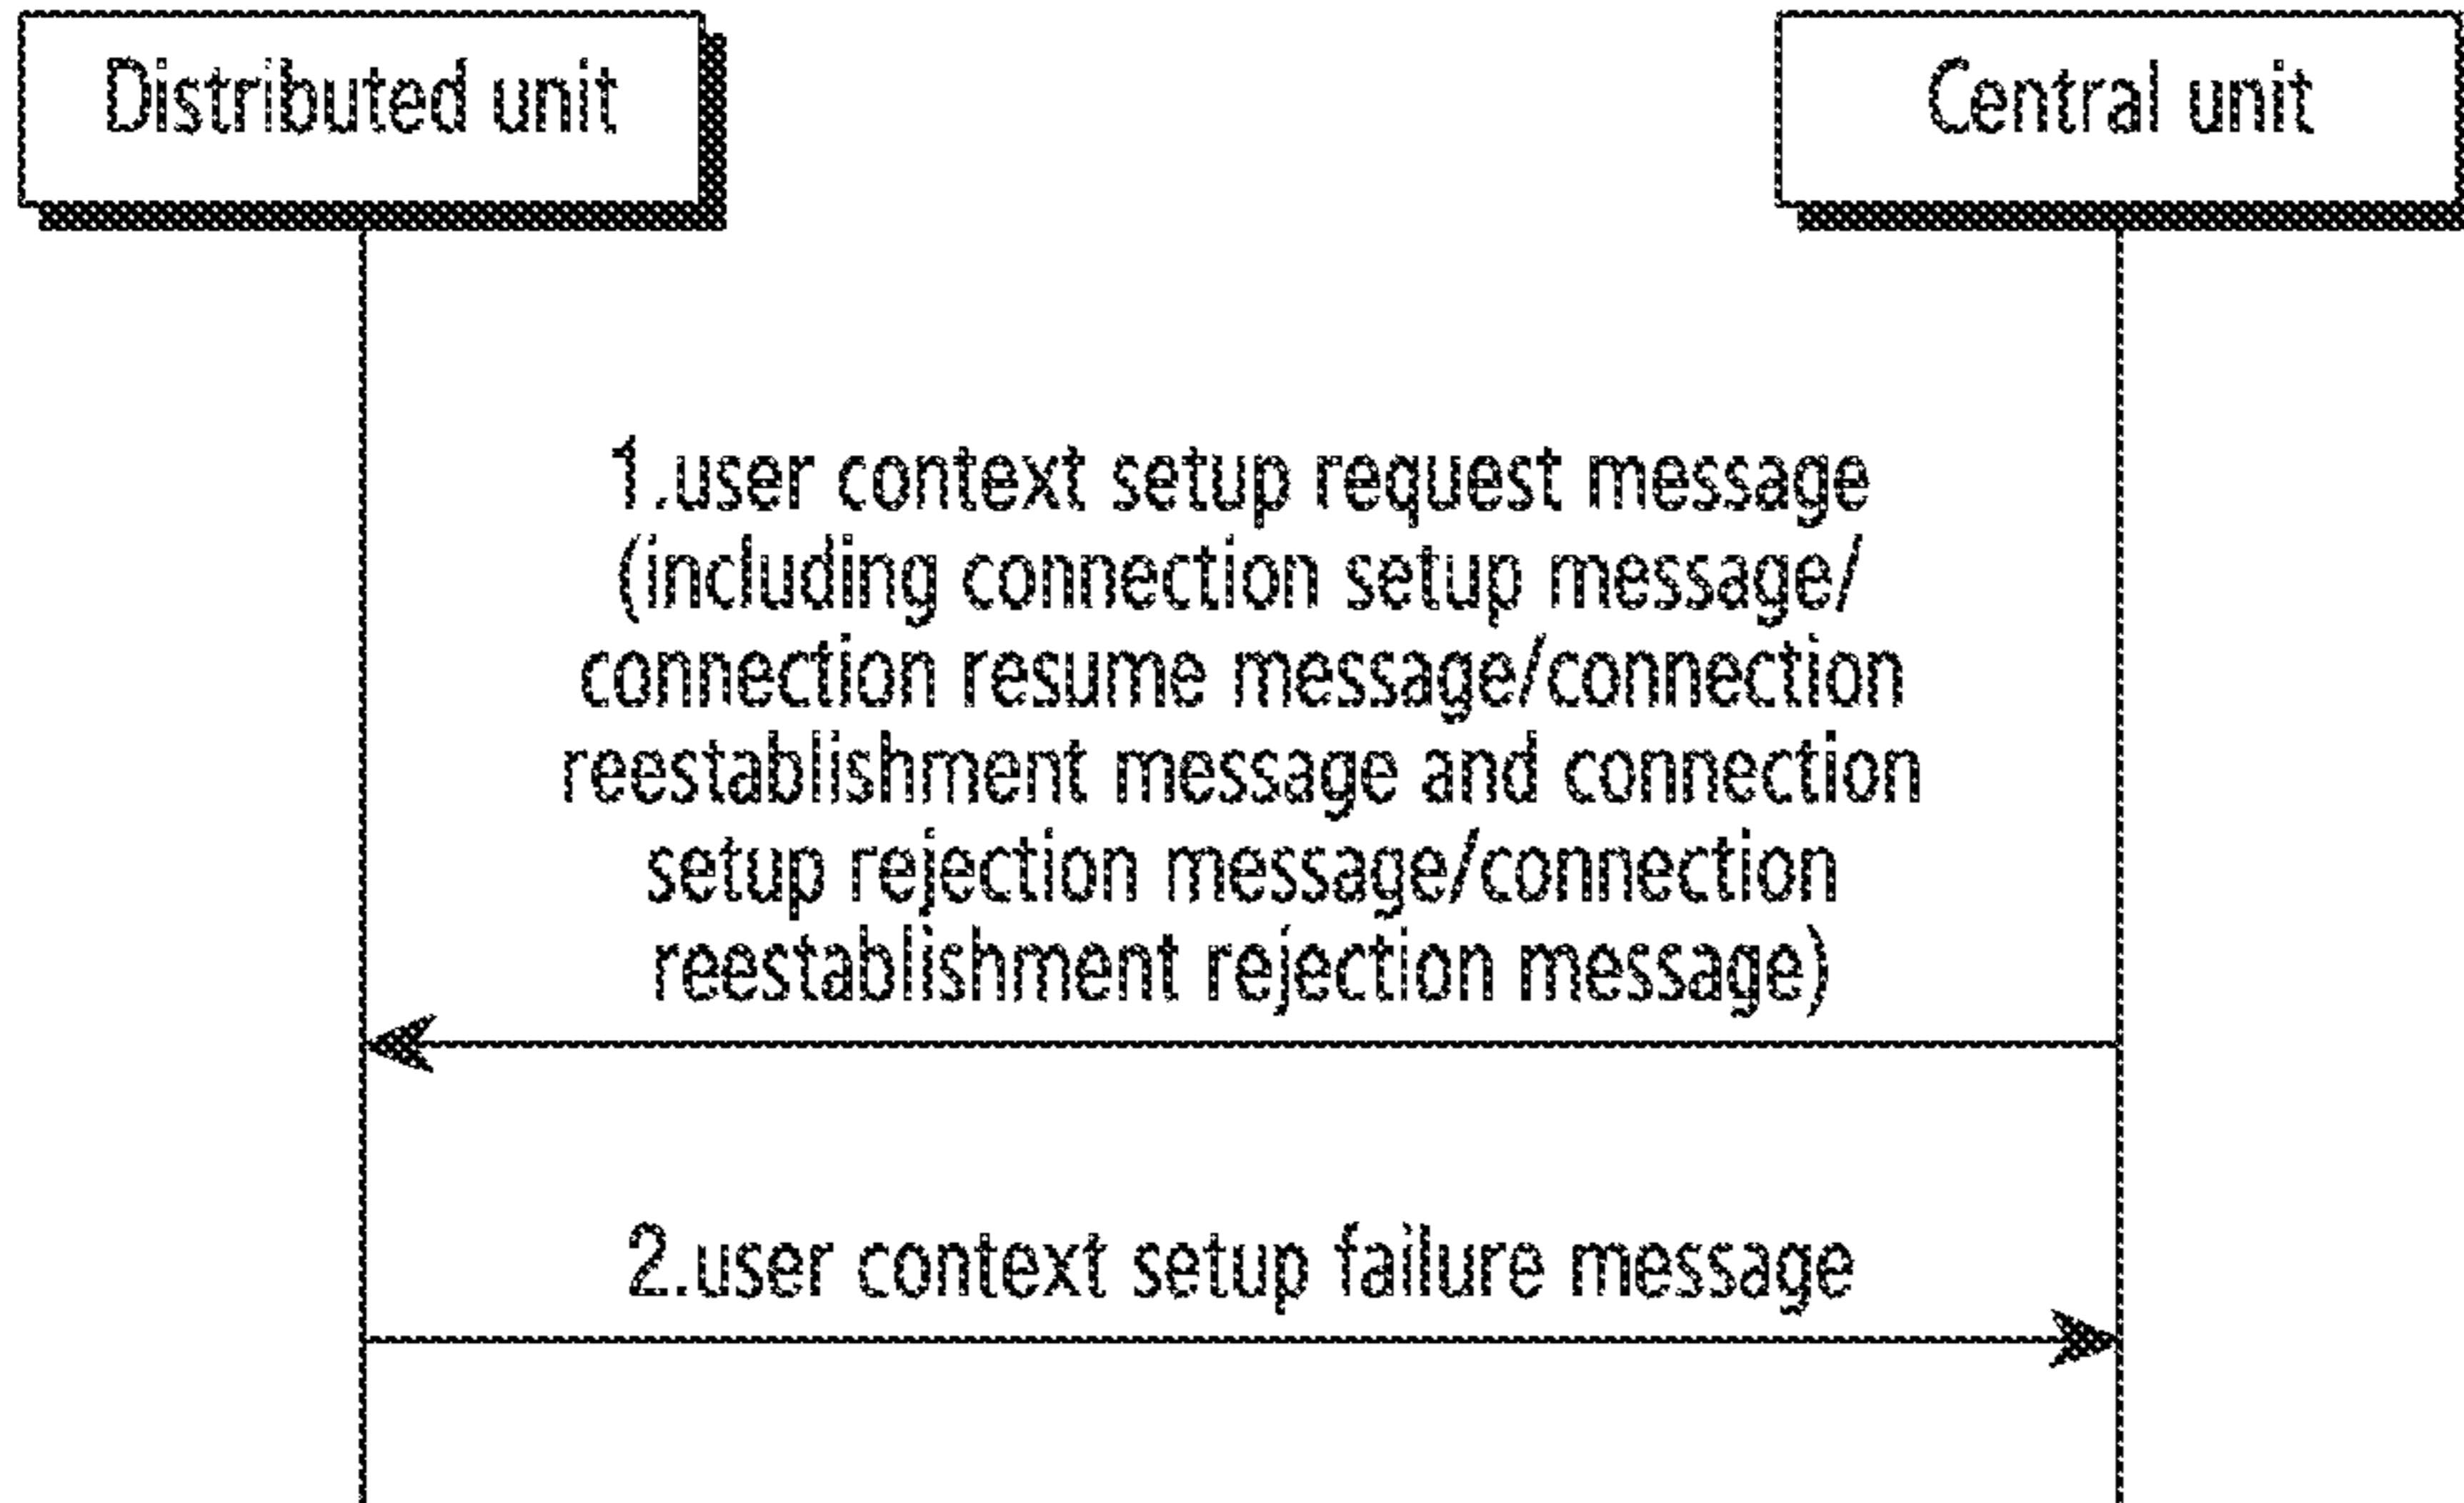 Distributed unit
Central unit
1.user context setup request message
(including connection setup message/
connection resume message/connection
reestablishment message and connection
setup rejection message/connection
reestablishment rejection message)
2.user context setup failure message